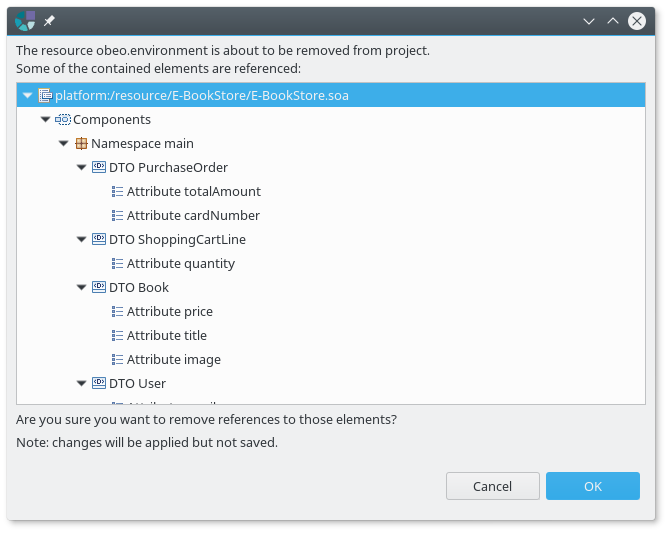 The resource obeo.environment is about to be removed from project.
Some of the contained elements are referenced:
platform:/resource/E-BookStore/E-BookStore.soa
Components
Namespace main
DTO PurchaseOrder
Attribute totalAmount
Attribute cardNumber
DTO ShoppingCartLine
Attribute quantity
DTO Book
Attribute price
Attribute title
Attribute image
DTO User
Are you sure you want to remove references to those elements?
Note: changes will be applied but not saved.
Cancel OK